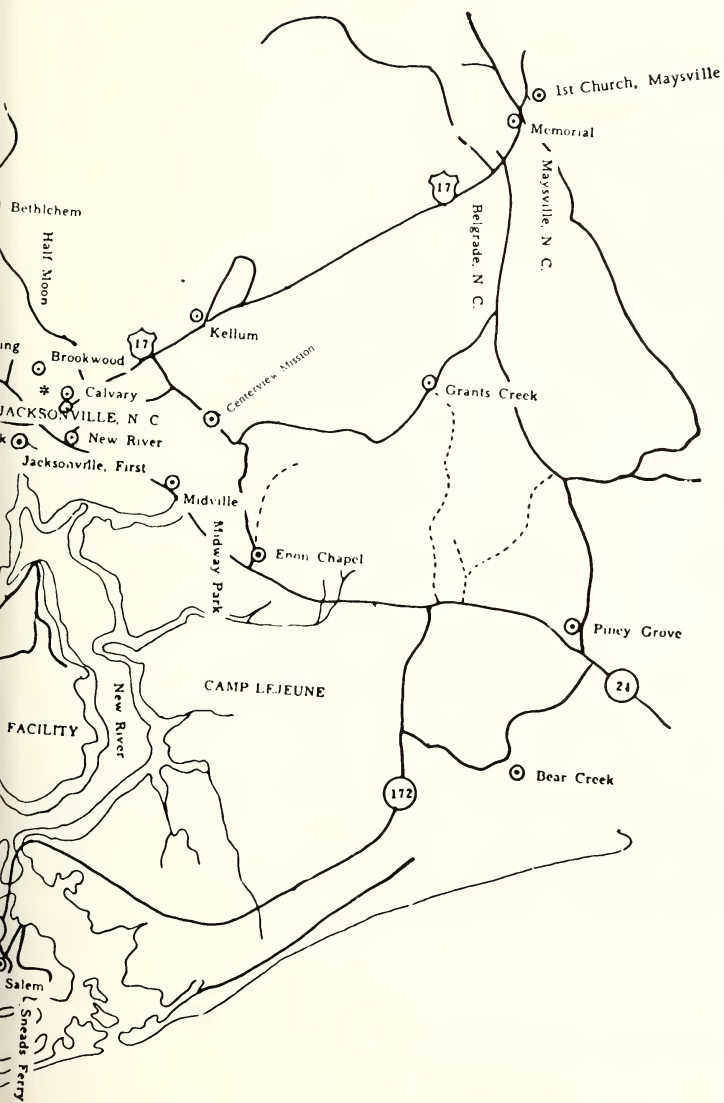 1st Church, Maysville
Memorial
17
Maysville, N C.
Belgrade, N C.
Bethlehem
Half Moon
Kellum
17
Brookwood
Centerview Mission
* Calvary
Grants Creek
JACKSONVILLE, N C
New River
Jacksonville, First
Midville
Midway Park
Enon Chapel
Piney Grove
24
CAMP LEJEUNE
New River
FACILITY
Bear Creek
172
Salem
Sneads Ferry